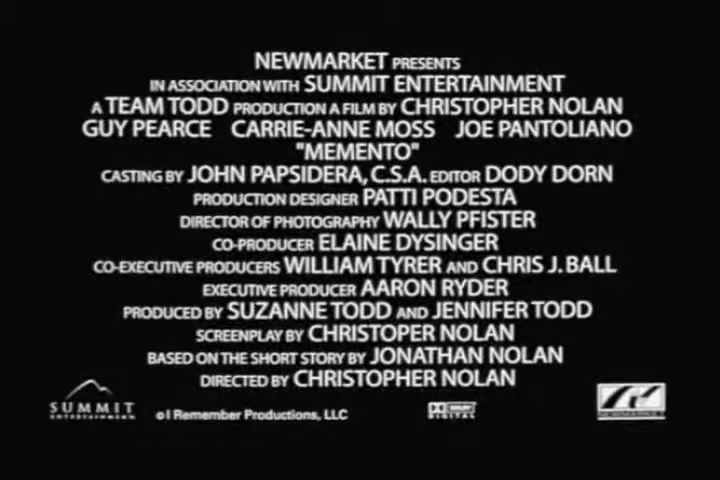 NEWMARKET PRESENTS
IN ASSOCIATION WITH SUMMIT ENTERTAINMENT
A TEAM TODD PRODUCTION A FILM BY CHRISTOPHER NOLAN
GUY PEARCE CARRIE-ANNE MOSS JOE PANTOLIANO
"MEMENTO"
CASTING BY JOHN PAPSIDERA, C.S.A. EDITOR DODY DORN
PRODUCTION DESIGNER PATTI PODESTA
DIRECTOR OF PHOTOGRAPHY WALLY PFISTER
CO-PRODUCER ELAINE DYSINGER
CO-EXECUTIVE PRODUCERS WILLIAM TYRER AND CHRIS J. BALL
EXECUTIVE PRODUCER AARON RYDER
PRODUCED BY SUZANNE TODD AND JENNIFER TODD
SCREENPLAY BY CHRISTOPER NOLAN
BASED ON THE SHORT STORY BY JONATHAN NOLAN
DIRECTED BY CHRISTOPHER NOLAN
SUMMIT
ENTERTAINMENT
© I Remember Productions, LLC
DOLBY
DIGITAL